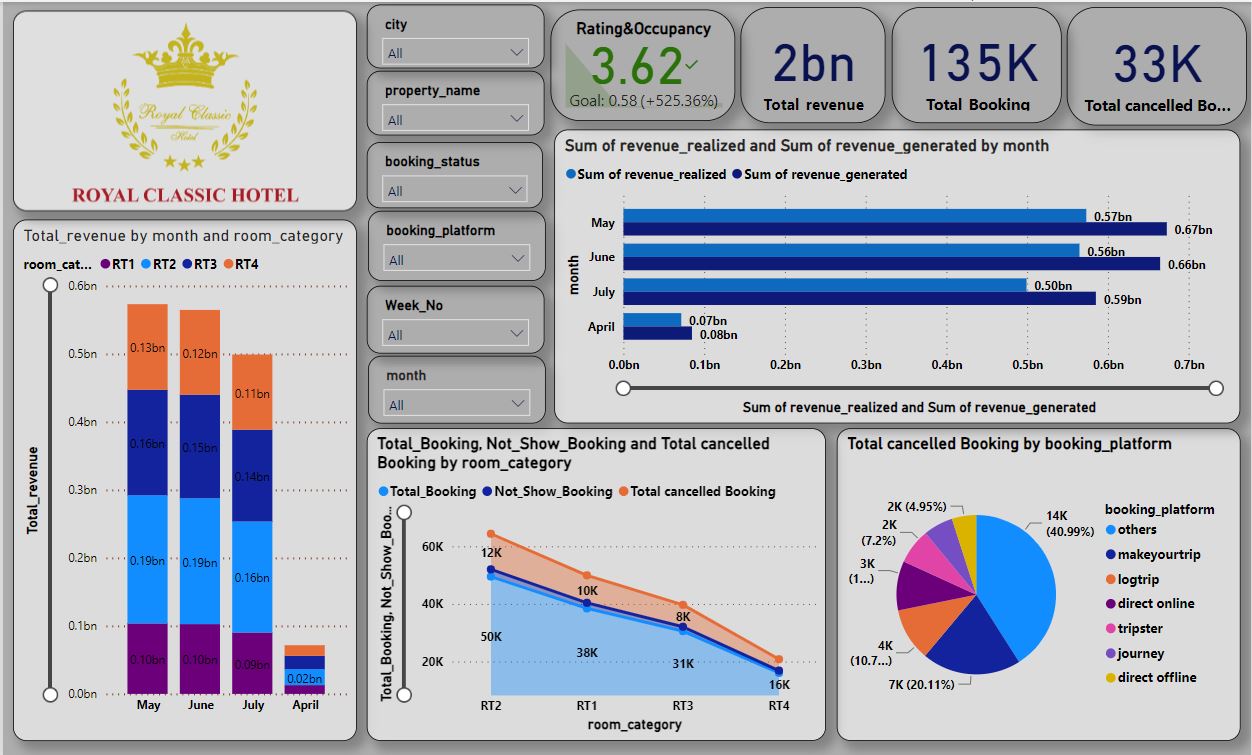 Royal Classic
Hotel
ROYAL CLASSIC HOTEL
city
All
property_name
All
booking_status
All
booking_platform
All
Week_No
All
month
All
Rating&Occupancy
3.62
Goal: 0.58 (+525.36%)
2bn
Total revenue
135K
Total Booking
33K
Total cancelled Bo...
Sum of revenue_realized and Sum of revenue_generated by month
Sum of revenue_realized Sum of revenue_generated
month
May
0.57bn
0.67bn
June
0.56bn
0.66bn
July
0.50bn
0.59bn
April
0.07bn
0.08bn
0.0bn 0.1bn 0.2bn 0.3bn 0.4bn 0.5bn 0.6bn 0.7bn
Sum of revenue_realized and Sum of revenue_generated
Total_revenue by month and room_category
room_cat... RT1 RT2 RT3 RT4
Total_revenue
0.6bn
0.5bn
0.4bn
0.3bn
0.2bn
0.1bn
0.0bn
0.13bn 0.12bn 0.11bn
0.16bn 0.15bn 0.14bn
0.19bn 0.19bn 0.16bn
0.10bn 0.10bn 0.09bn 0.02bn
May June July April
Total_Booking, Not_Show_Booking and Total cancelled
Booking by room_category
Total_Booking Not_Show_Booking Total cancelled Booking
Total_Booking, Not_Show_Boo...
60K
40K
20K
12K
10K
8K
50K
38K
31K
16K
RT2 RT1 RT3 RT4
room_category
Total cancelled Booking by booking_platform
14K
(40.99%)
7K (20.11%)
4K
(10.7...)
3K
(1...)
2K
(7.2%)
2K (4.95%)
booking_platform
others
makeyourtrip
logtrip
direct online
tripster
journey
direct offline